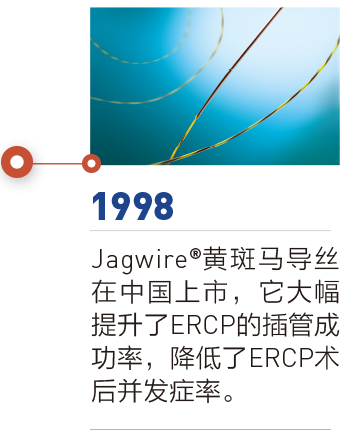 1998
Jagwire®黄斑马导丝
在中国上市，它大幅
提升了ERCP的插管成
功率，降低了ERCP术
后并发症率。